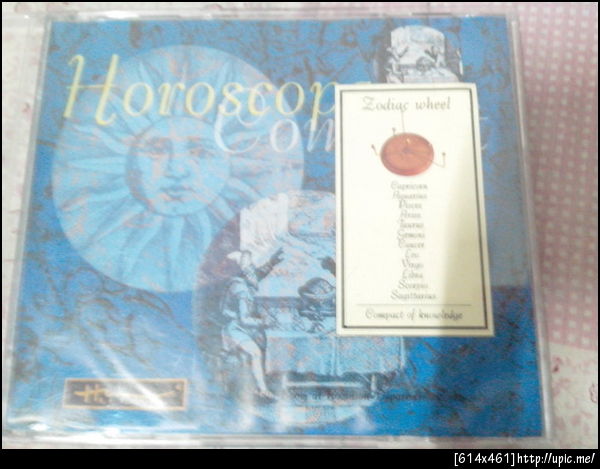 Horoscop
Com t
Zodiac wheel
Capricorn
Aquarius
Pisces
Aries
Taurus
Gemini
Cancer
Leo
Virgo
Libra
Scorpio
Sagittarius
Compact of knowledge
[614x461]http://upic.me/